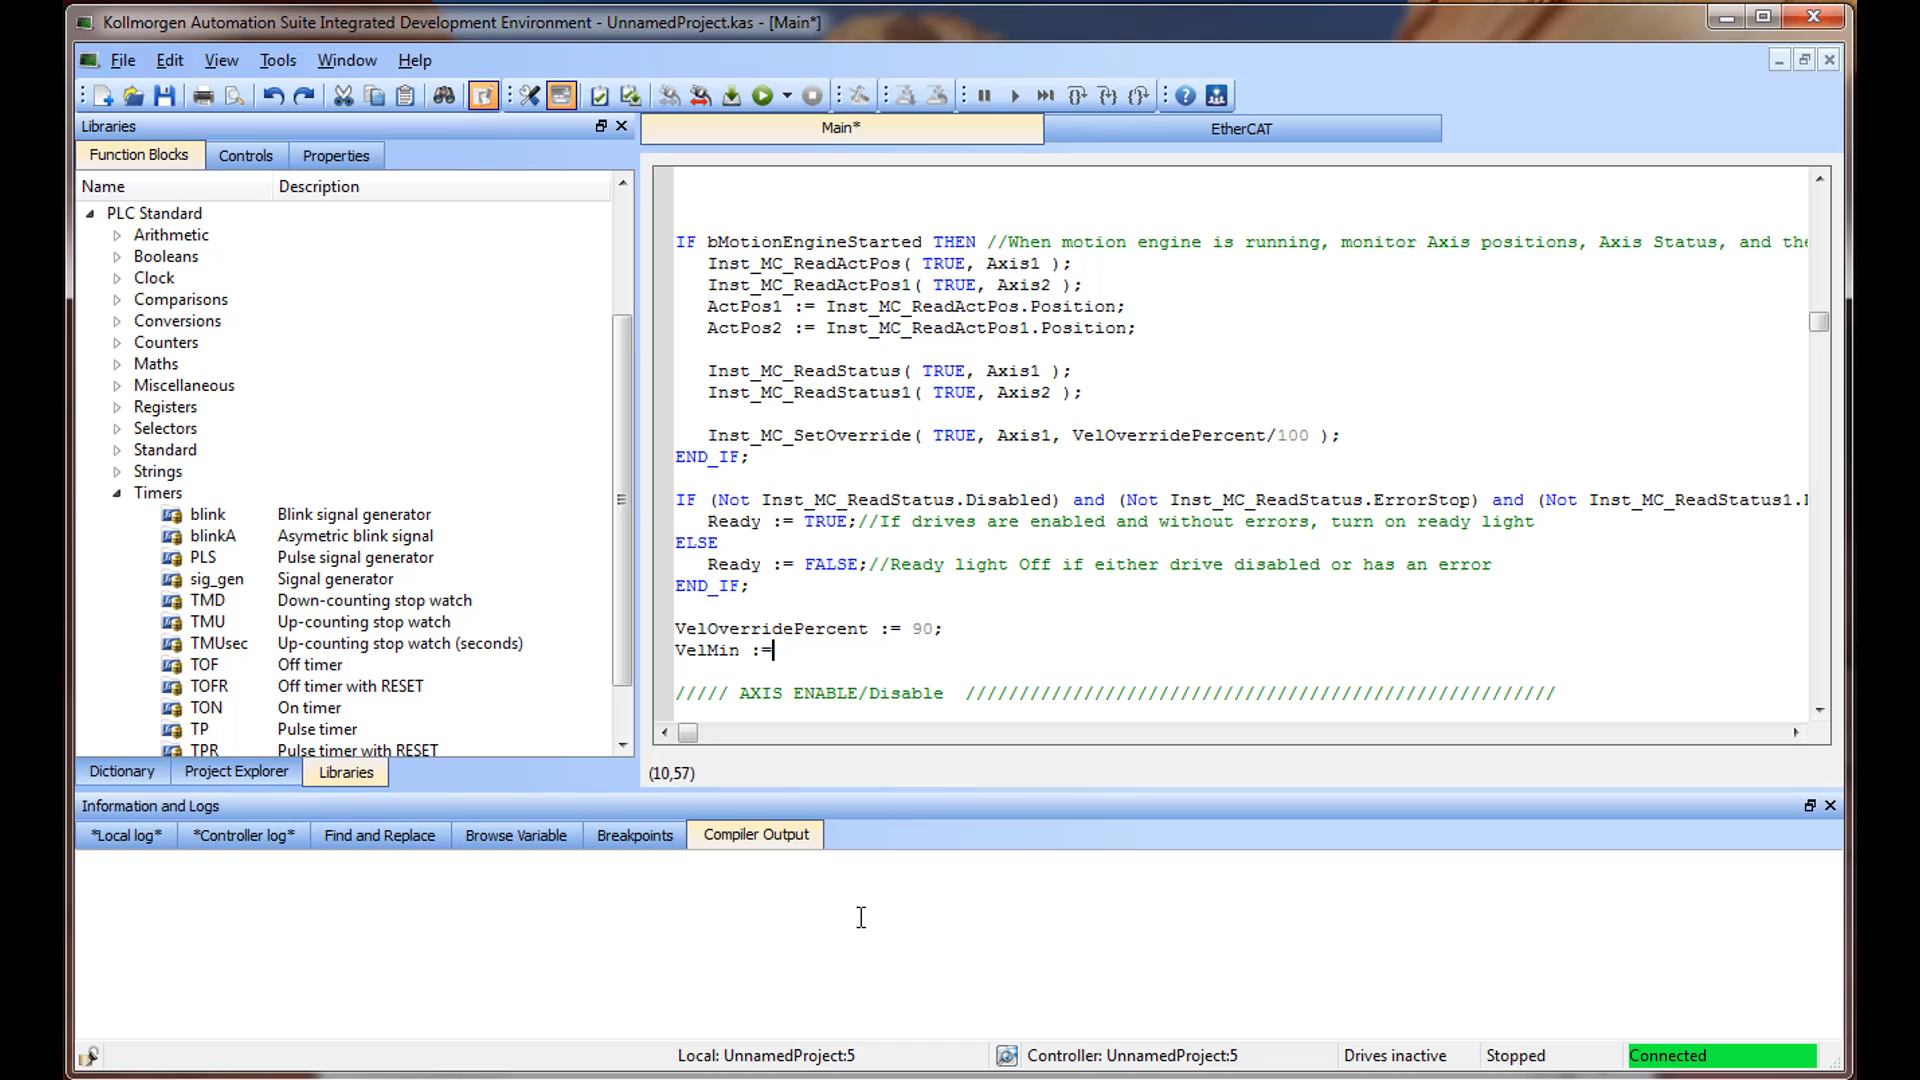 Kollmorgen Automation Suite Integrated Development Environment - UnnamedProject.kas - [Main*]
File Edit View Tools Window Help
Libraries
Function Blocks Controls Properties
Name Description
PLC Standard
Arithmetic
Booleans
Clock
Comparisons
Conversions
Counters
Maths
Miscellaneous
Registers
Selectors
Standard
Strings
Timers
blink Blink signal generator
blinkA Asymetric blink signal
PLS Pulse signal generator
sig_gen Signal generator
TMD Down-counting stop watch
TMU Up-counting stop watch
TMUsec Up-counting stop watch (seconds)
TOF Off timer
TOFR Off timer with RESET
TON On timer
TP Pulse timer
TPR Pulse timer with RESET
Dictionary Project Explorer Libraries
Main* EtherCAT
IF bMotionEngineStarted THEN //When motion engine is running, monitor Axis positions, Axis Status, and the
Inst_MC_ReadActPos( TRUE, Axis1 );
Inst_MC_ReadActPos1( TRUE, Axis2 );
ActPos1 := Inst_MC_ReadActPos.Position;
ActPos2 := Inst_MC_ReadActPos1.Position;
Inst_MC_ReadStatus( TRUE, Axis1 );
Inst_MC_ReadStatus1( TRUE, Axis2 );
Inst_MC_SetOverride( TRUE, Axis1, VelOverridePercent/100 );
END_IF;
IF (Not Inst_MC_ReadStatus.Disabled) and (Not Inst_MC_ReadStatus.ErrorStop) and (Not Inst_MC_ReadStatus1.
Ready := TRUE;//If drives are enabled and without errors, turn on ready light
ELSE
Ready := FALSE;//Ready light Off if either drive disabled or has an error
END_IF;
VelOverridePercent := 90;
VelMin :=
///// AXIS ENABLE/Disable ///////////////////////////////////////////////////////
(10,57)
Information and Logs
*Local log* *Controller log* Find and Replace Browse Variable Breakpoints Compiler Output
Local: UnnamedProject:5 Controller: UnnamedProject:5 Drives inactive Stopped Connected